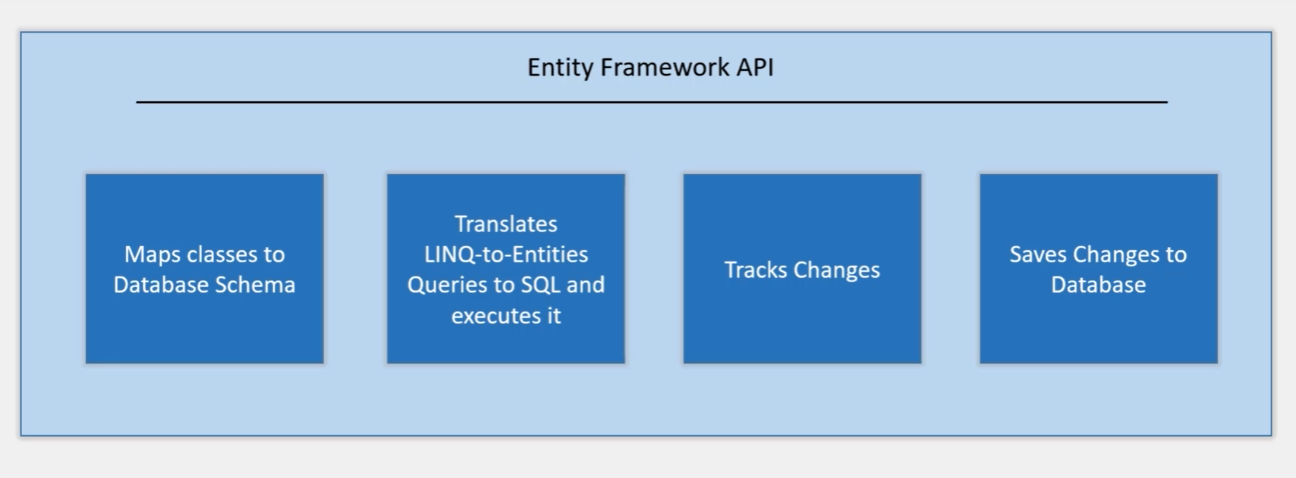 Entity Framework API
Maps classes to
Database Schema
Translates
LINQ-to-Entities
Queries to SQL and
executes it
Tracks Changes
Saves Changes to
Database